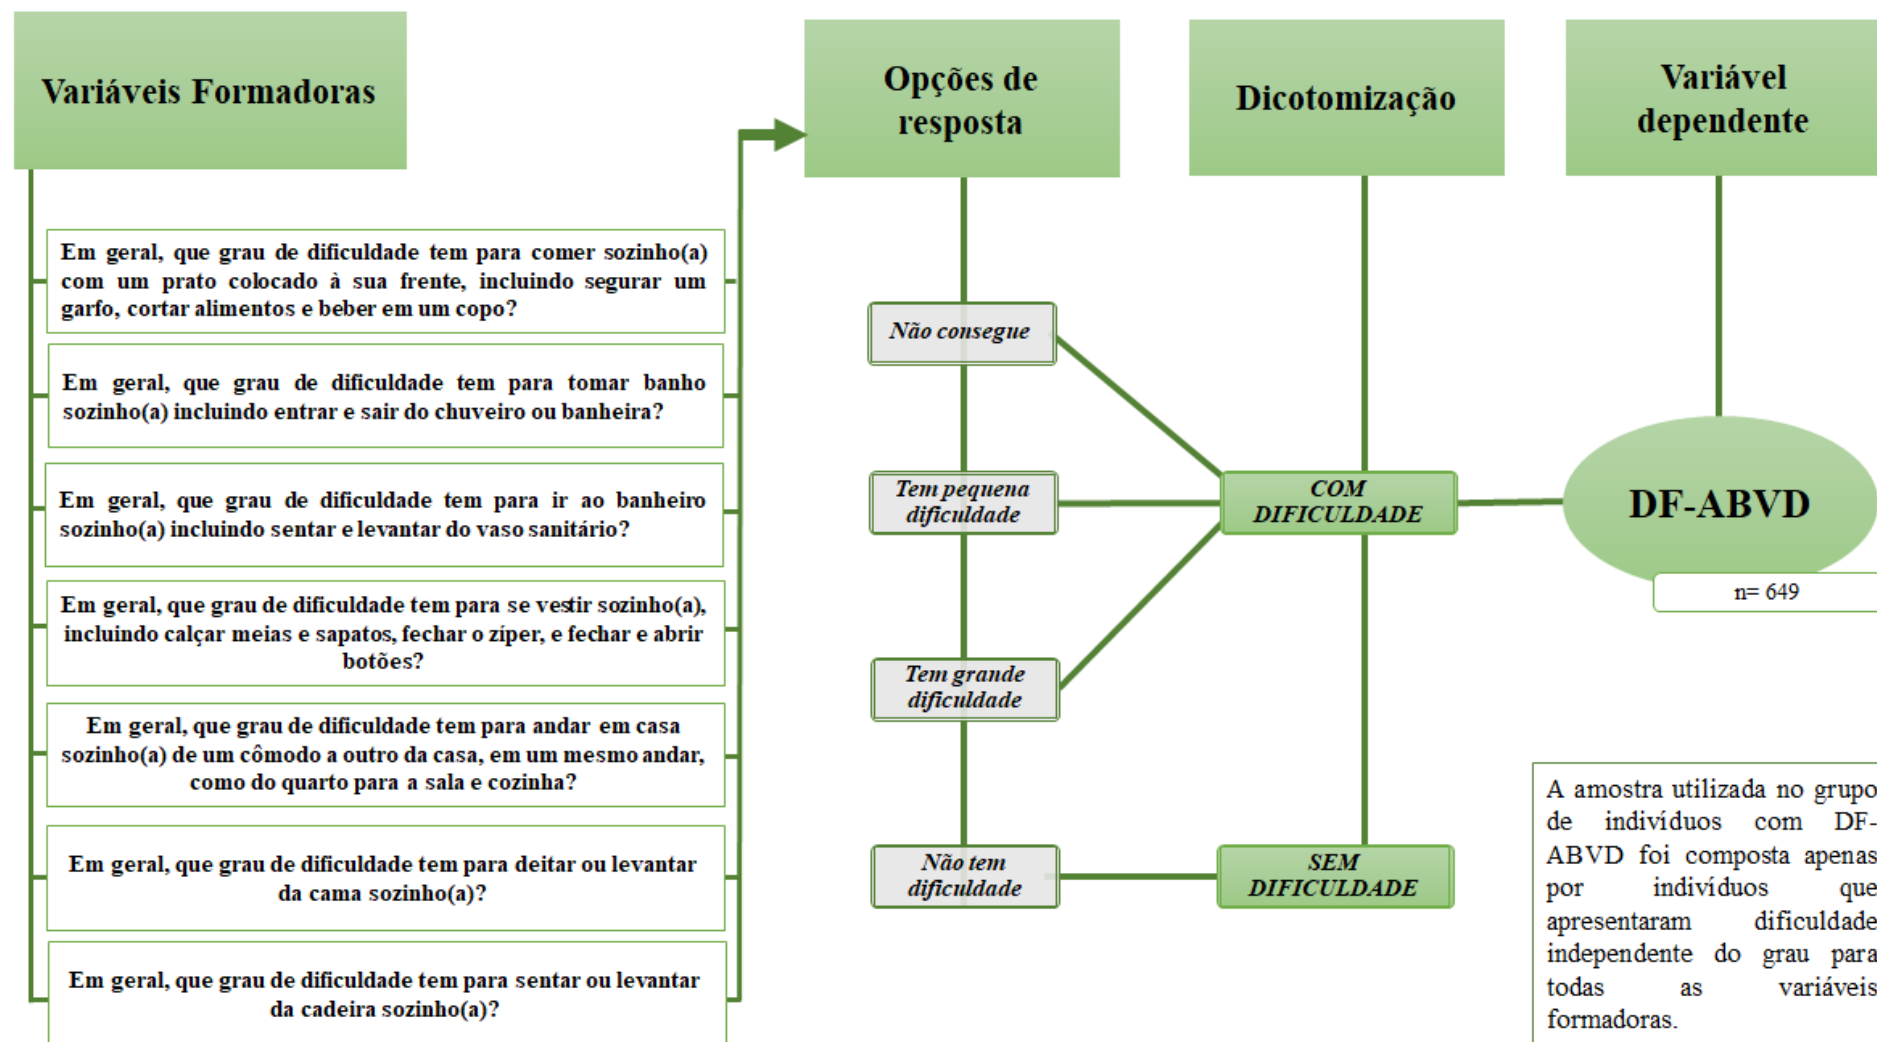 Variáveis Formadoras
Em geral, que grau de dificuldade tem para comer sozinho(a)
com um prato colocado à sua frente, incluindo segurar um
garfo, cortar alimentos e beber em um copo?
Em geral, que grau de dificuldade tem para tomar banho
sozinho(a) incluindo entrar e sair do chuveiro ou banheira?
Em geral, que grau de dificuldade tem para ir ao banheiro
sozinho(a) incluindo sentar e levantar do vaso sanitário?
Em geral, que grau de dificuldade tem para se vestir sozinho(a),
incluindo calçar meias e sapatos, fechar o zíper, e fechar e abrir
botões?
Em geral, que grau de dificuldade tem para andar em casa
sozinho(a) de um cômodo a outro da casa, em um mesmo andar,
como do quarto para a sala e cozinha?
Em geral, que grau de dificuldade tem para deitar ou levantar
da cama sozinho(a)?
Em geral, que grau de dificuldade tem para sentar ou levantar
da cadeira sozinho(a)?
Opções de
resposta
Não consegue
Tem pequena
dificuldade
Tem grande
dificuldade
Não tem
dificuldade
Dicotomização
COM
DIFICULDADE
SEM
DIFICULDADE
Variável
dependente
DF-ABVD
n= 649
A amostra utilizada no grupo
de indivíduos com DF-
ABVD foi composta apenas
por indivíduos que
apresentaram dificuldade
independente do grau para
todas as variáveis
formadoras.